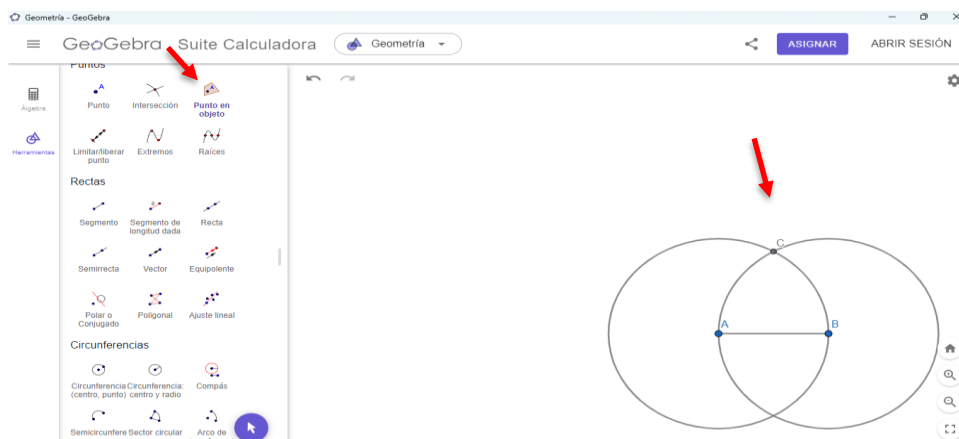 Geometría - GeoGebra
GeoGebra Suite Calculadora
Geometría
ASIGNAR
ABRIR SESIÓN
Álgebra
Herramientas
Puntos
Punto
Intersección
Punto en
objeto
Limitar/liberar
punto
Extremos
Raíces
Rectas
Segmento
Segmento de
longitud dada
Recta
Semirrecta
Vector
Equipolente
Polar o
Conjugado
Poligonal
Ajuste lineal
Circunferencias
Circunferencia
(centro, punto)
Circunferencia:
centro y radio
Compás
Semicircunfere
Sector circular
Arco de
C
A
B